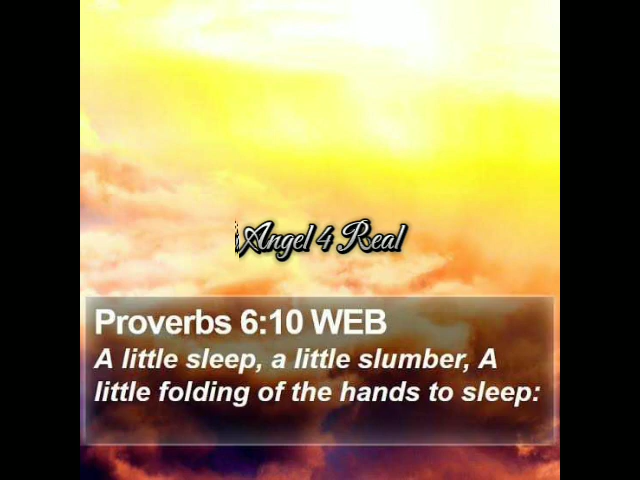 Angel 4 Real
Proverbs 6:10 WEB
A little sleep, a little slumber, A
little folding of the hands to sleep: